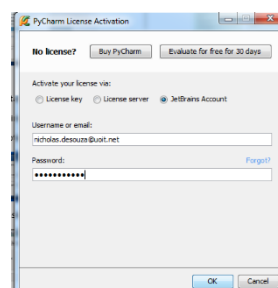 PyCharm License Activation
No license? Buy PyCharm Evaluate for free for 30 days
Activate your license via:
License key License server JetBrains Account
Username or email:
nicholas.desouza@uoit.net
Password: Forgot?
•••••••••••
OK Cancel